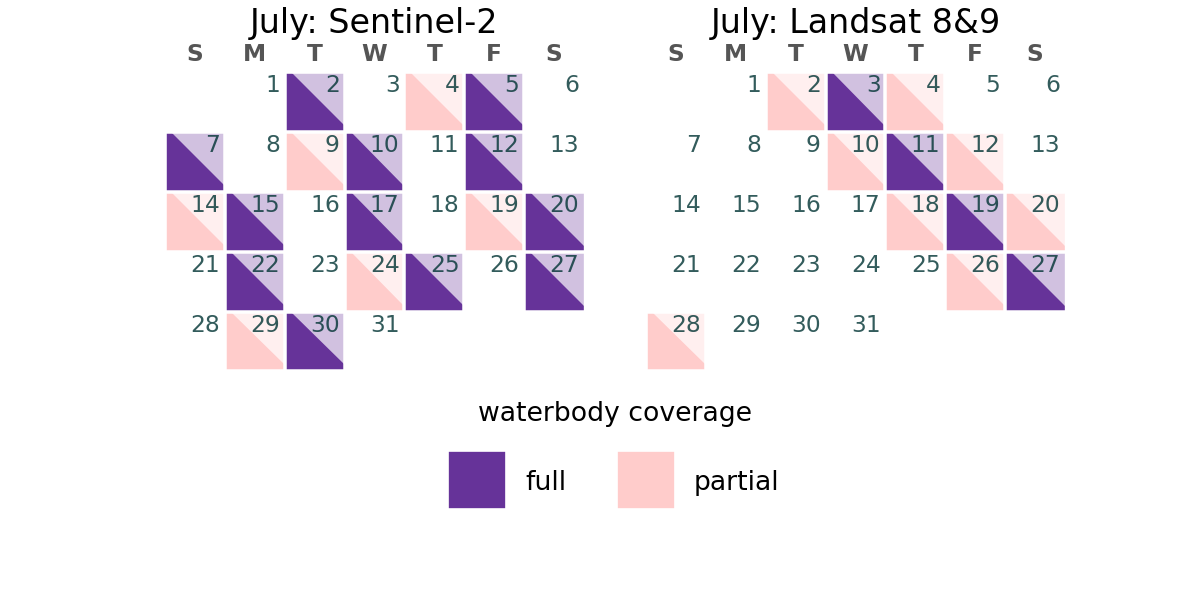 July: Sentinel-2
S M T W T F S
1 2 3 4 5 6
7 8 9 10 11 12 13
14 15 16 17 18 19 20
21 22 23 24 25 26 27
28 29 30 31
July: Landsat 8&9
S M T W T F S
1 2 3 4 5 6
7 8 9 10 11 12 13
14 15 16 17 18 19 20
21 22 23 24 25 26 27
28 29 30 31
waterbody coverage
full partial